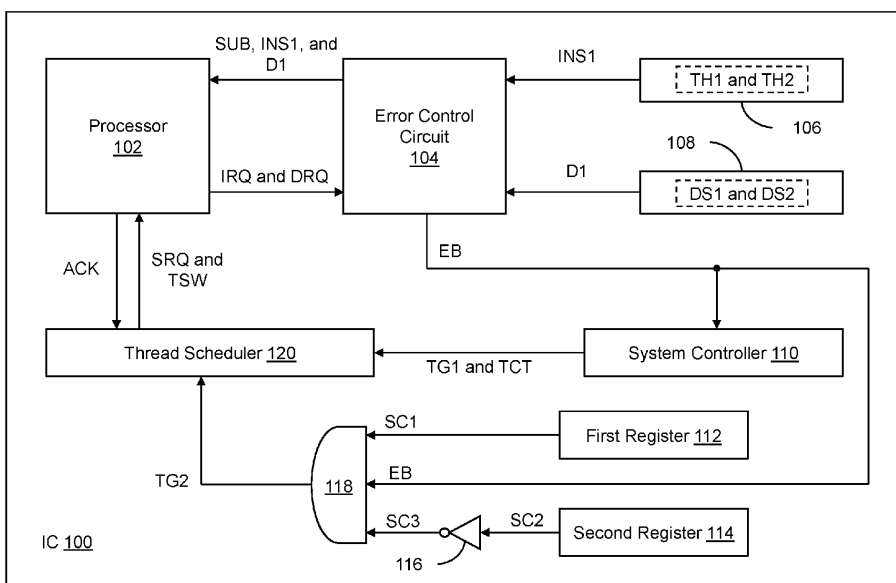 SUB, INS1, and
D1
INS1
TH1 and TH2
106
Processor
102
Error Control
Circuit
104
108
IRQ and DRQ
D1
DS1 and DS2
EB
ACK
SRQ and
TSW
Thread Scheduler 120
TG1 and TCT
System Controller 110
SC1
First Register 112
TG2
118
EB
SC3
SC2
Second Register 114
116
IC 100